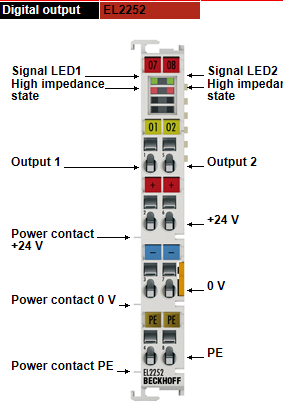 Digital output EL2252
07 08
Signal LED1
Signal LED2
High impedance
state
High impedar
state
01 02
Output 1
Output 2
+ +
+24 V
Power contact
+24 V
– –
0 V
Power contact 0 V
PE PE
PE
Power contact PE
EL2252
BECKHOFF